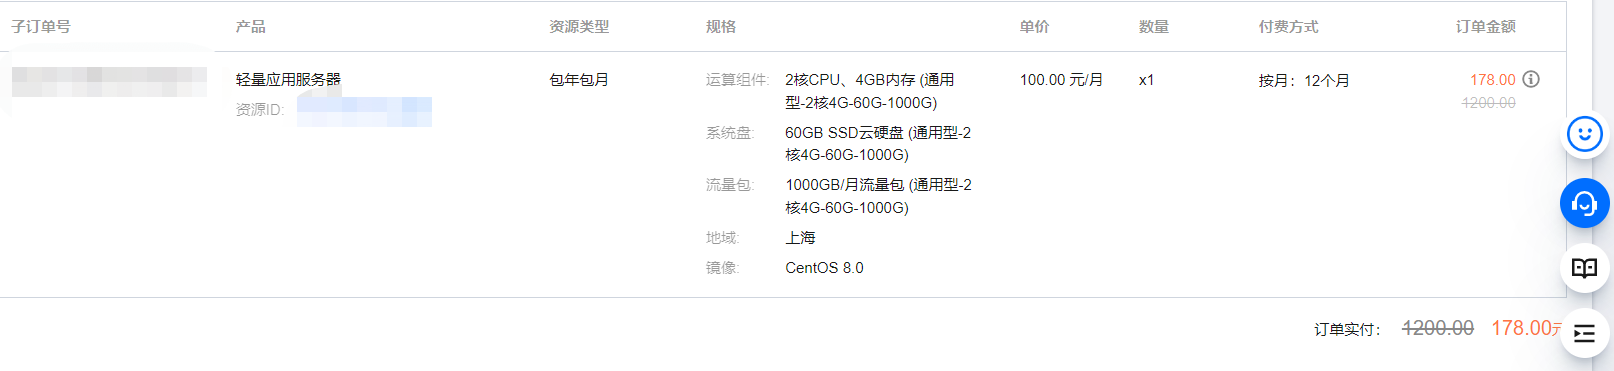 子订单号 产品 资源类型 规格 单价 数量 付费方式 订单金额
轻量应用服务器 包年包月 运算组件: 2核CPU、4GB内存 (通用 100.00 元/月 x1 按月：12个月 178.00
资源ID: 型-2核4G-60G-1000G) 1200.00
系统盘: 60GB SSD云硬盘 (通用型-2
核4G-60G-1000G)
流量包: 1000GB/月流量包 (通用型-2
核4G-60G-1000G)
地域: 上海
镜像: CentOS 8.0
订单实付： 1200.00 178.00元